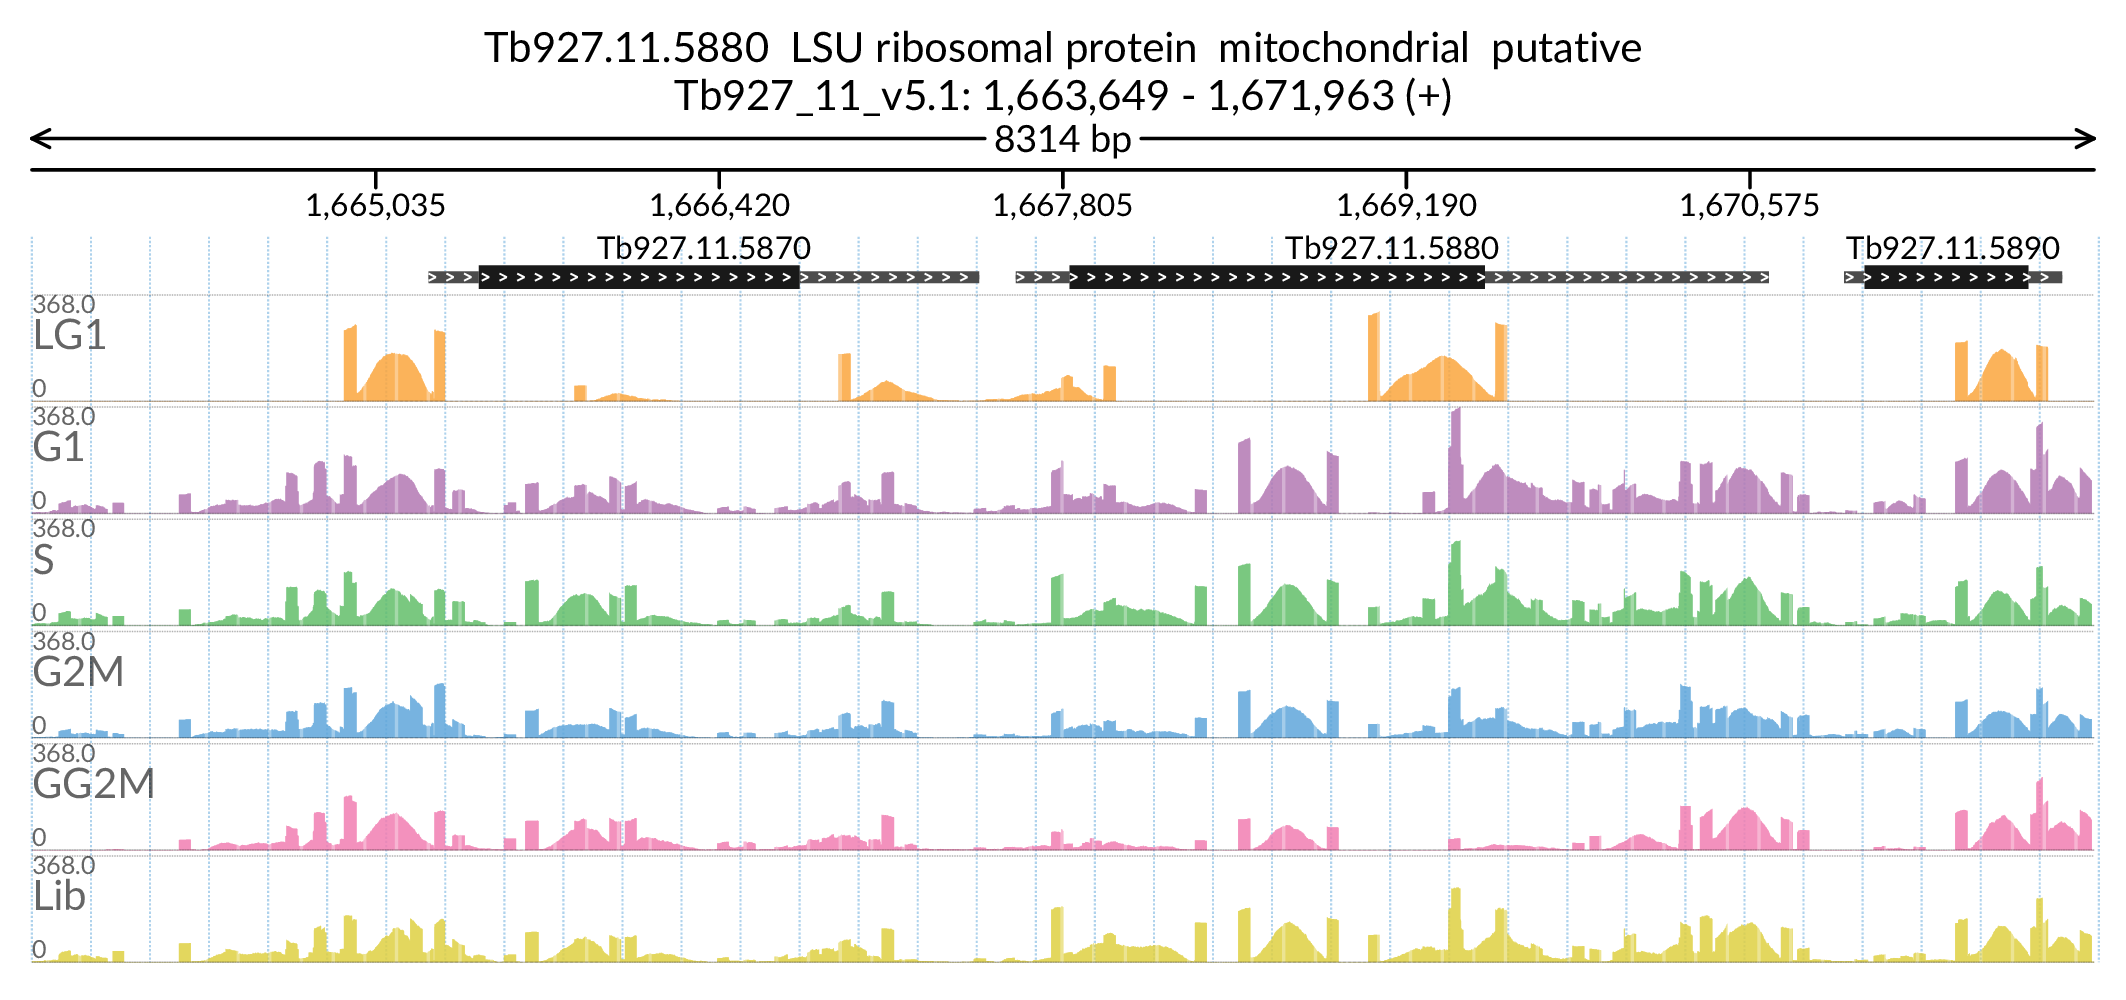 Tb927.11.5880 LSU ribosomal protein mitochondrial putative
Tb927_11_v5.1: 1,663,649 - 1,671,963 (+)
8314 bp
1,665,035 1,666,420 1,667,805 1,669,190 1,670,575
Tb927.11.5870 Tb927.11.5880 Tb927.11.5890
368.0
LG1
0
368.0
G1
0
368.0
S
0
368.0
G2M
0
368.0
GG2M
0
368.0
Lib
0